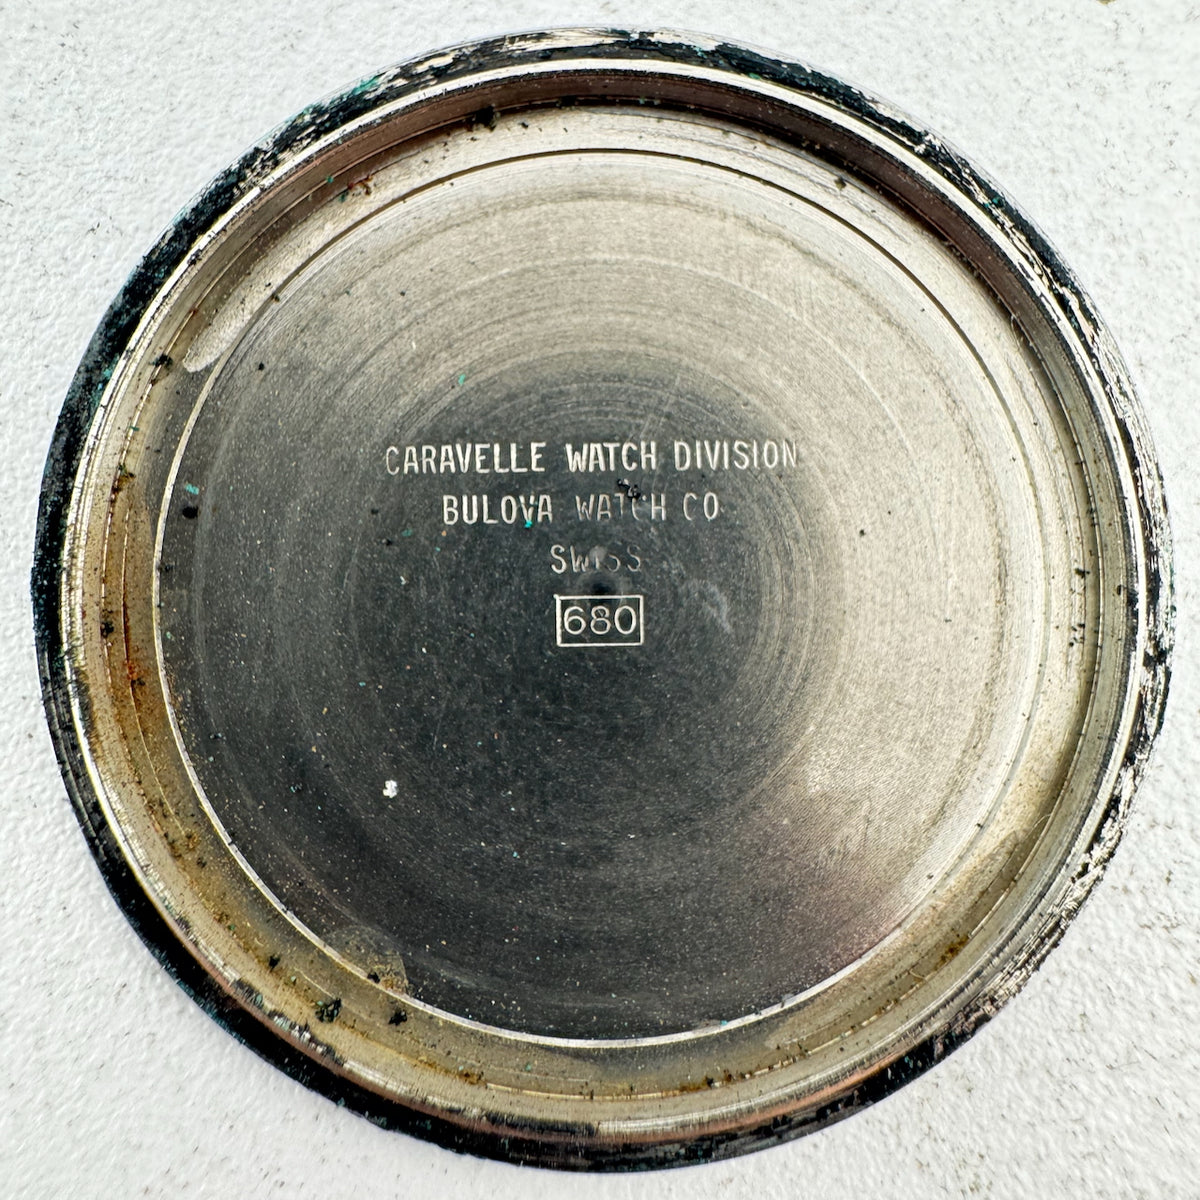 CARAVELLE WATCH DIVISION
BULOVA WATCH CO
SWISS
680